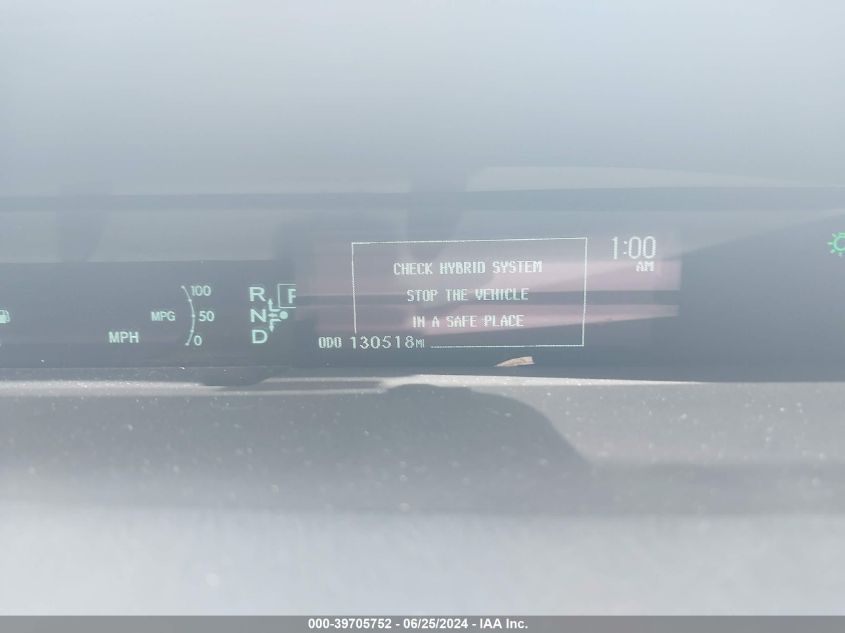 1:00
AM
CHECK HYBRID SYSTEM
STOP THE VEHICLE
IN A SAFE PLACE
ODO 130518MI
100
MPG 50
0
MPH
R
N
D
000-39705752 - 06/25/2024 - IAA Inc.